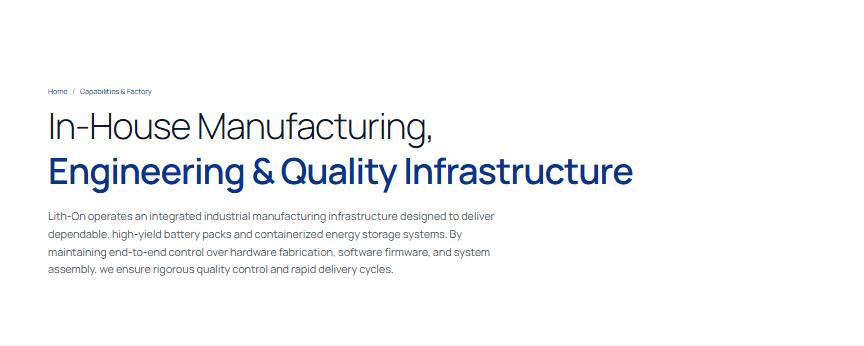 Home / Capabilities & Factory
In-House Manufacturing,
Engineering & Quality Infrastructure
Lith-On operates an integrated industrial manufacturing infrastructure designed to deliver
dependable, high-yield battery packs and containerized energy storage systems. By
maintaining end-to-end control over hardware fabrication, software firmware, and system
assembly, we ensure rigorous quality control and rapid delivery cycles.